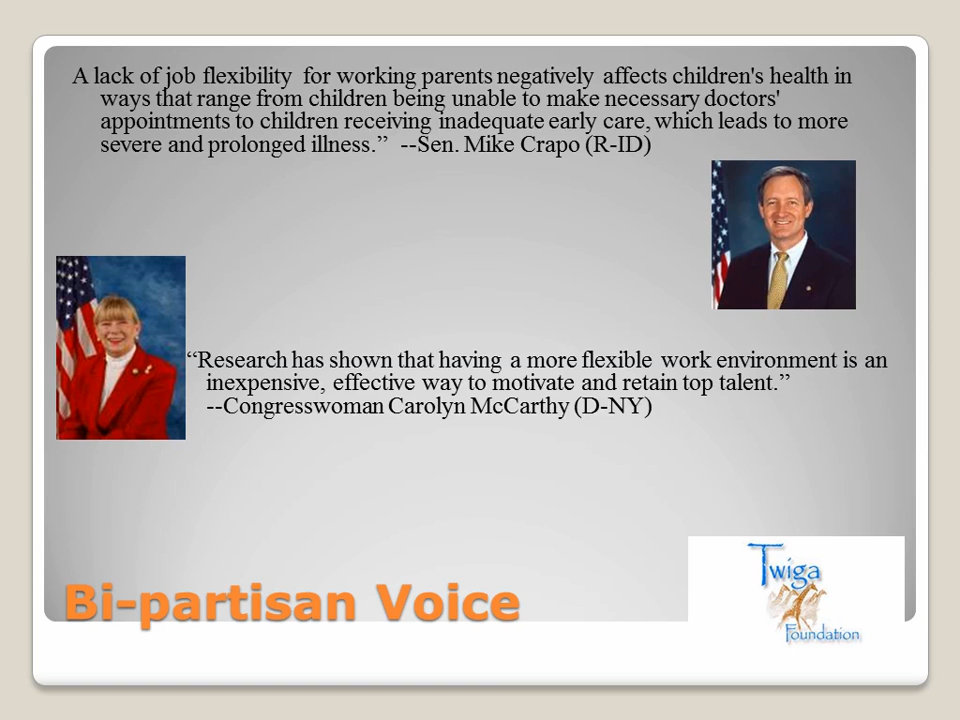 A lack of job flexibility for working parents negatively affects children's health in
ways that range from children being unable to make necessary doctors'
appointments to children receiving inadequate early care, which leads to more
severe and prolonged illness.” --Sen. Mike Crapo (R-ID)
“Research has shown that having a more flexible work environment is an
inexpensive, effective way to motivate and retain top talent.”
--Congresswoman Carolyn McCarthy (D-NY)
Bi-partisan Voice
Twiga
Foundation